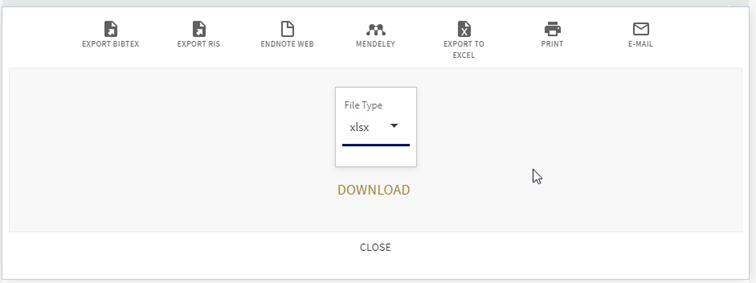 EXPORT BIBTEX
EXPORT RIS
ENDNOTE WEB
MENDELEY
EXPORT TO
EXCEL
PRINT
E-MAIL
File Type
xlsx
DOWNLOAD
CLOSE